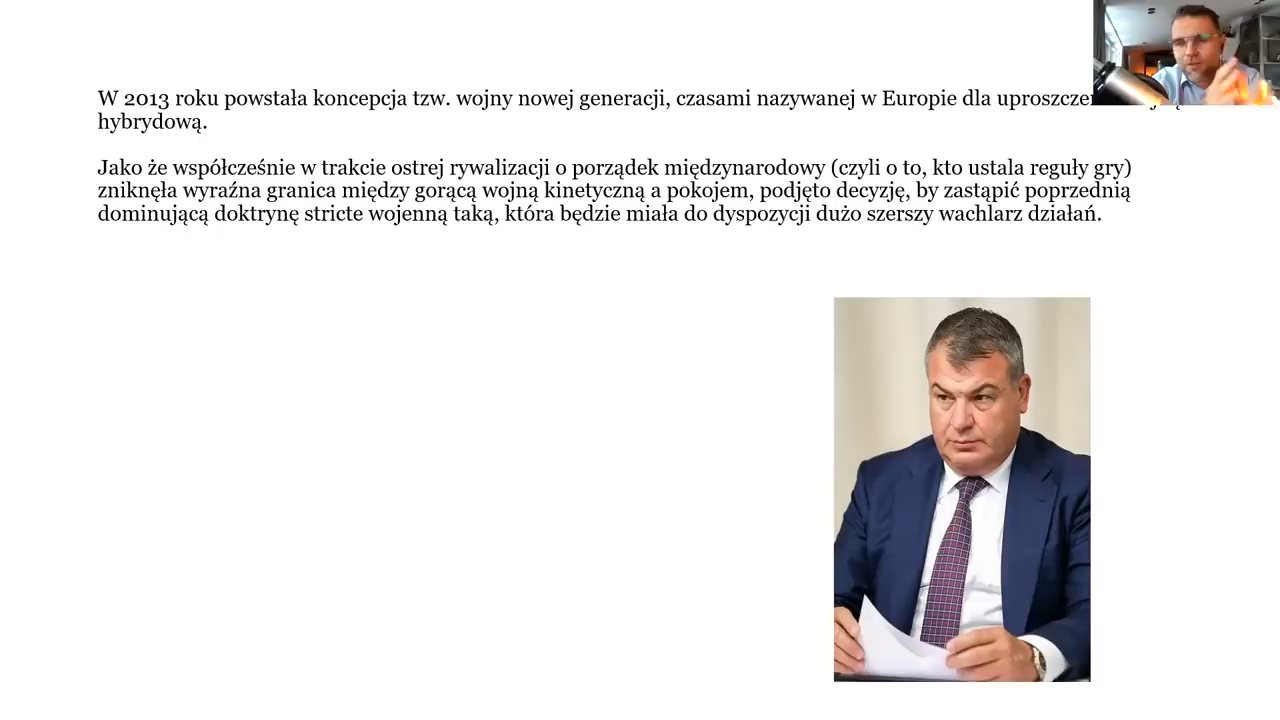 W 2013 roku powstała koncepcja tzw. wojny nowej generacji, czasami nazywanej w Europie dla
hybrydową.
Jako że współcześnie w trakcie ostrej rywalizacji o porządek międzynarodowy (czyli o to, kto ustala reguły gry)
zniknęła wyraźna granica między gorącą wojną kinetyczną a pokojem, podjęto decyzję, by zastąpić poprzednią
dominującą doktrynę stricte wojenną taką, która będzie miała do dyspozycji dużo szerszy wachlarz działań.